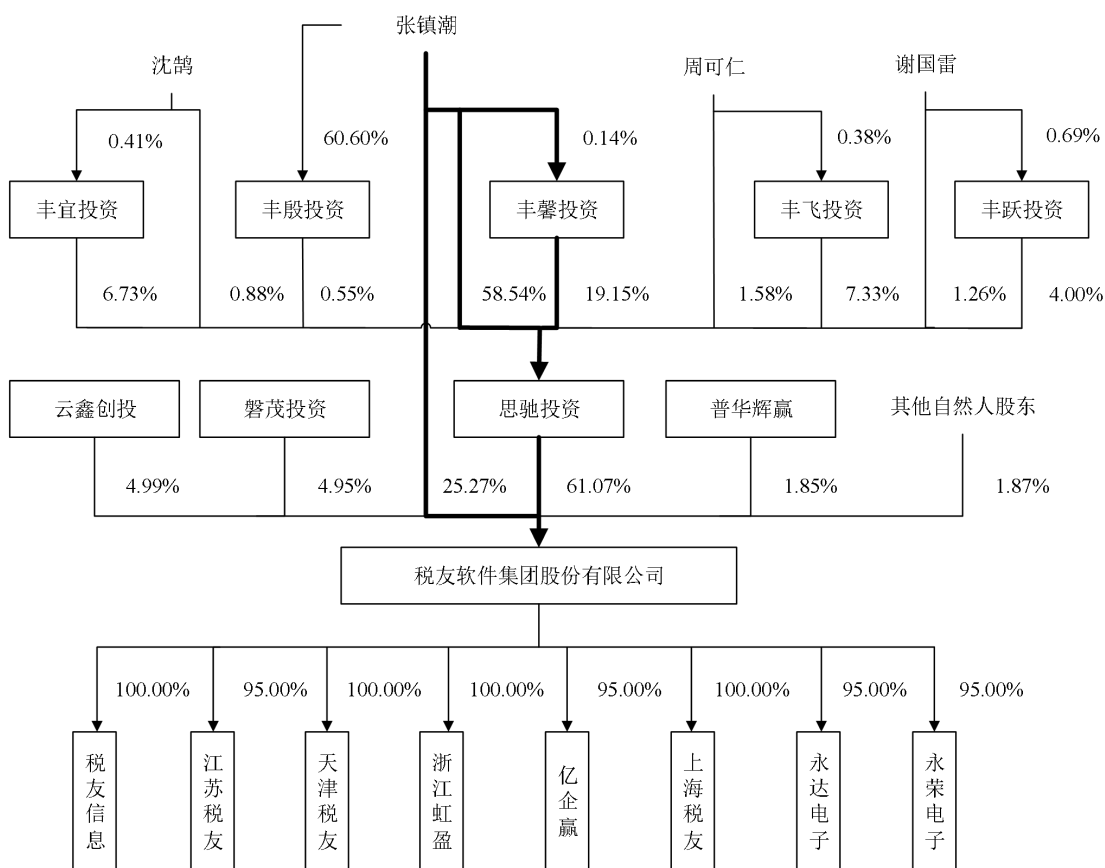 张镇潮
沈鹄
周可仁
谢国雷
0.41%
60.60%
0.14%
0.38%
0.69%
丰宜投资
丰殷投资
丰馨投资
丰飞投资
丰跃投资
6.73%
0.88%
0.55%
58.54%
19.15%
1.58%
7.33%
1.26%
4.00%
云鑫创投
磐茂投资
思驰投资
普华辉赢
其他自然人股东
4.99%
4.95%
25.27%
61.07%
1.85%
1.87%
税友软件集团股份有限公司
100.00%
95.00%
100.00%
100.00%
95.00%
100.00%
95.00%
95.00%
税友信息
江苏税友
天津税友
浙江虹盈
亿企赢
上海税友
永达电子
永荣电子